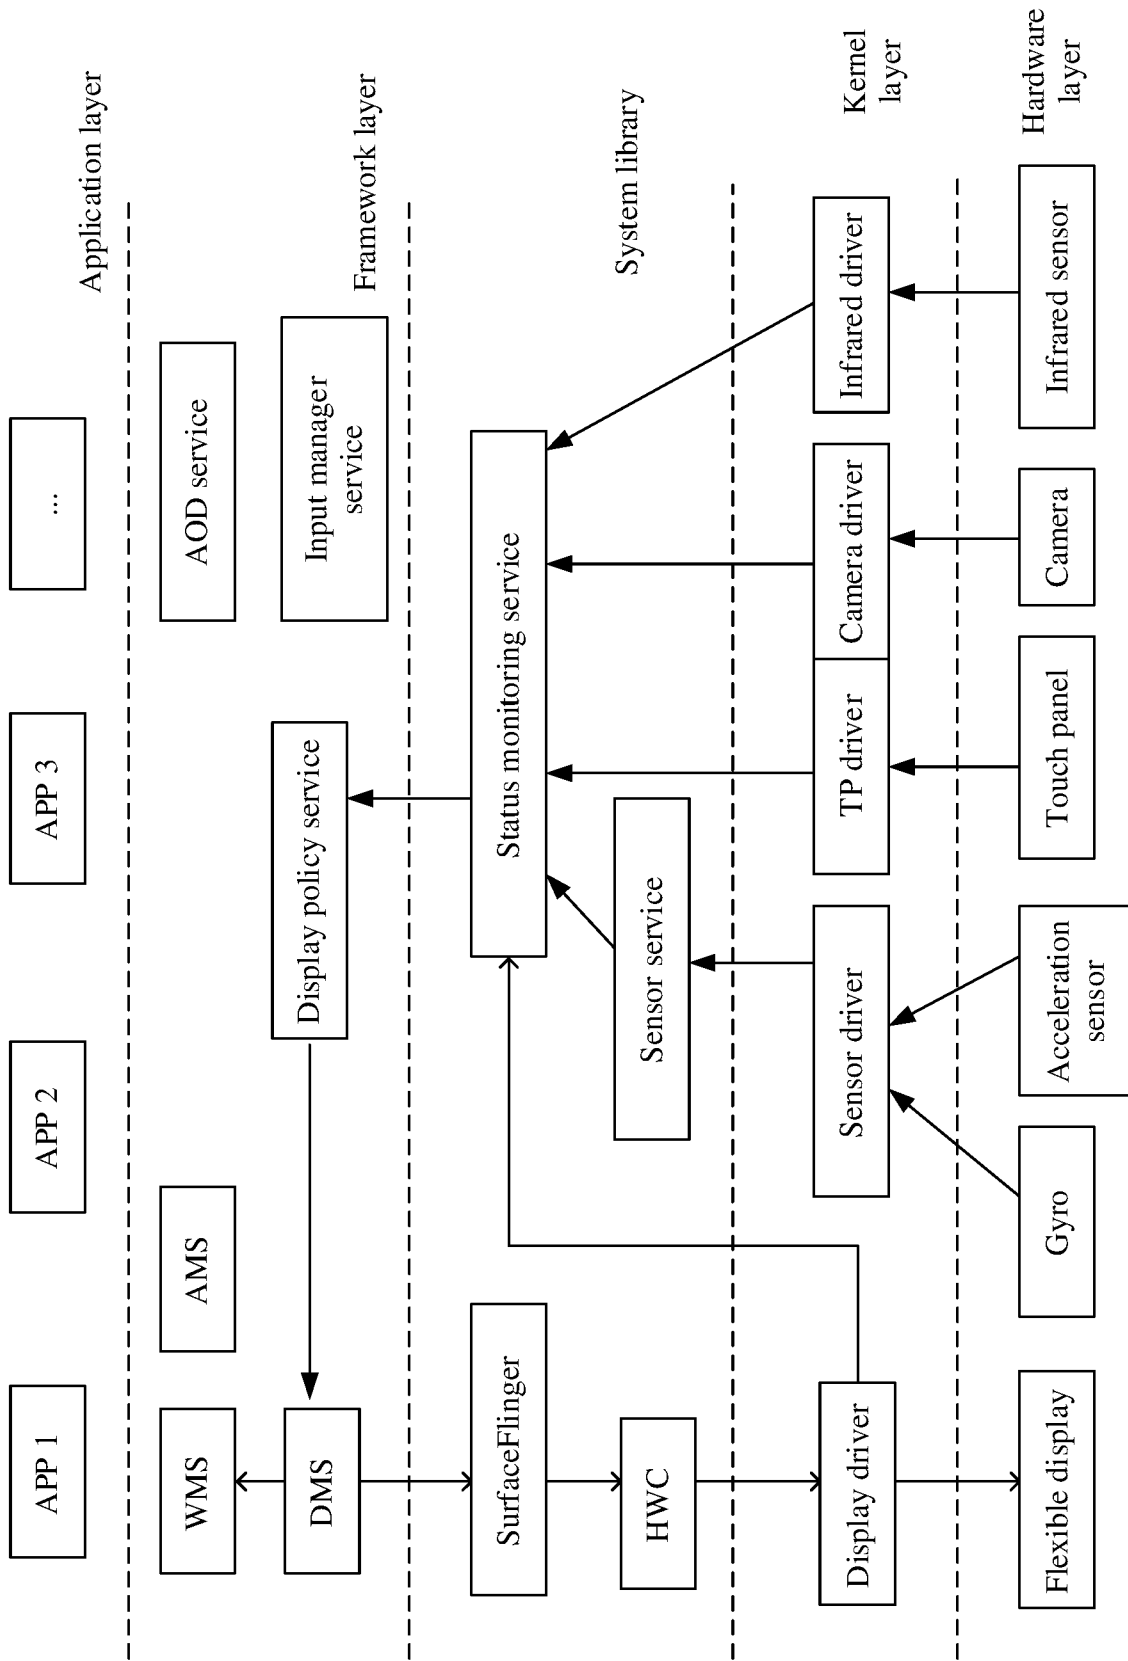 APP 1
APP 2
APP 3
...
Application layer
WMS
AMS
AOD service
DMS
Display policy service
Input manager
service
Framework layer
SurfaceFlinger
Status monitoring service
HWC
Sensor service
System library
Display driver
Sensor driver
TP driver
Camera driver
Infrared driver
Kernel
layer
Flexible display
Gyro
Acceleration
sensor
Touch panel
Camera
Infrared sensor
Hardware
layer